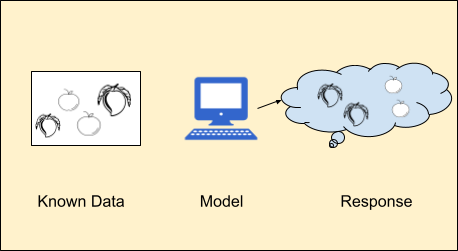 Known Data
Model
Response